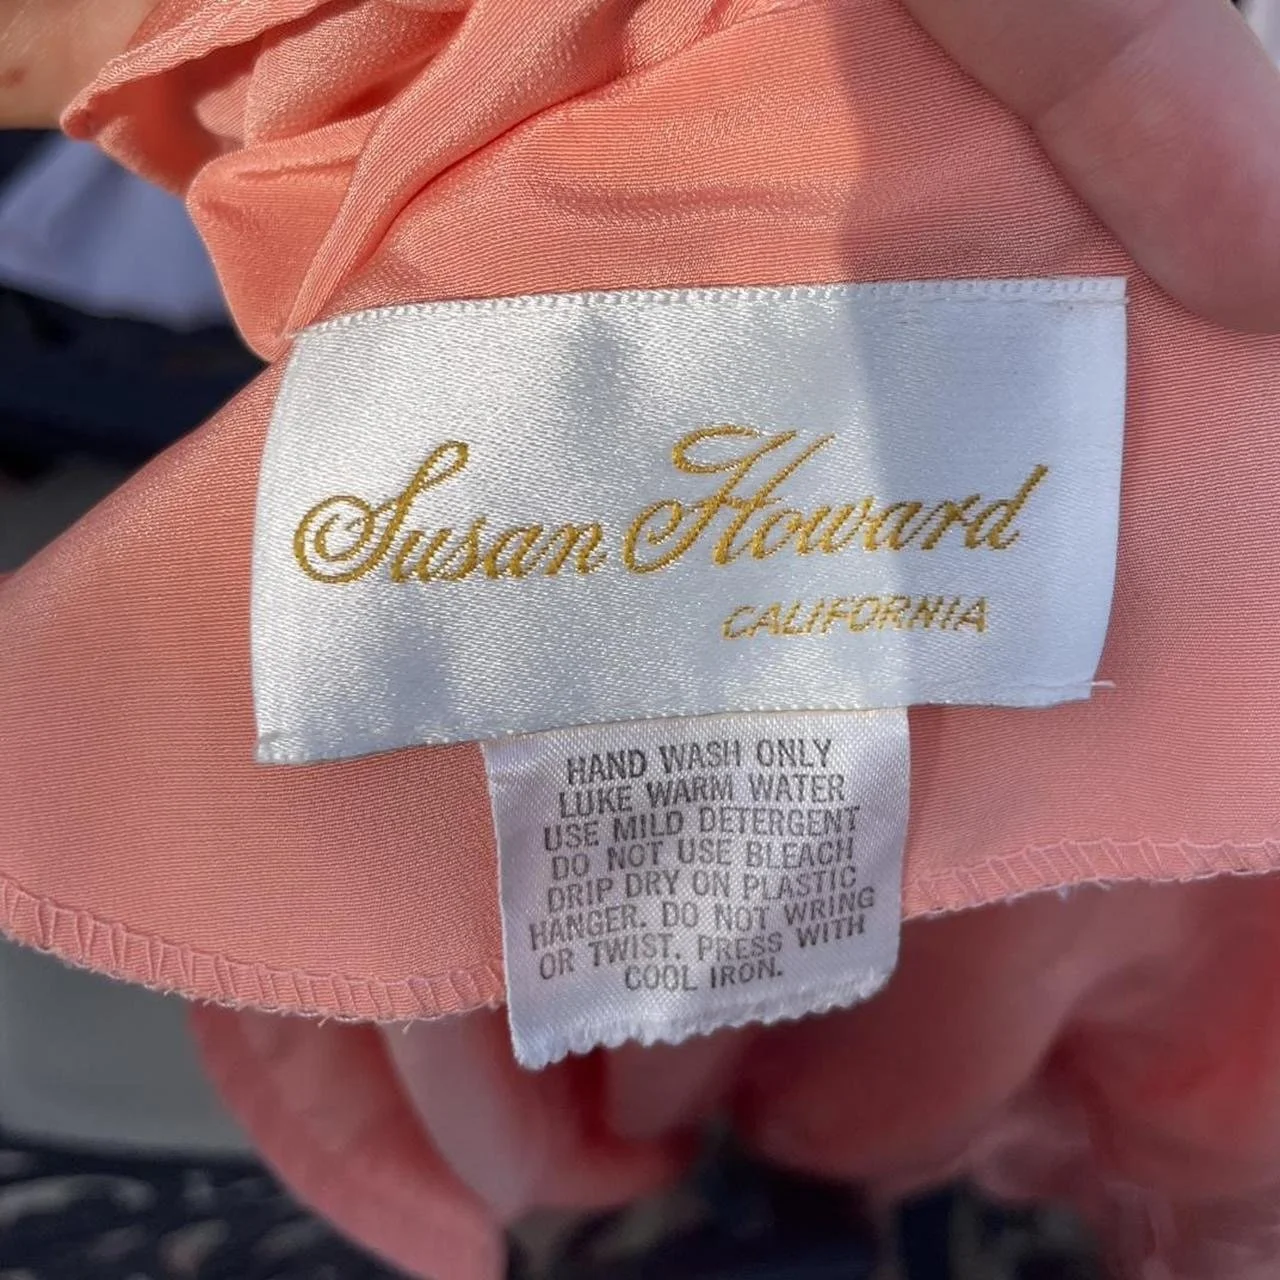 Susan Howard
CALIFORNIA
HAND WASH ONLY
LUKE WARM WATER
USE MILD DETERGENT
DO NOT USE BLEACH
DRIP DRY ON PLASTIC
HANGER. DO NOT WRING
OR TWIST. PRESS WITH
COOL IRON.